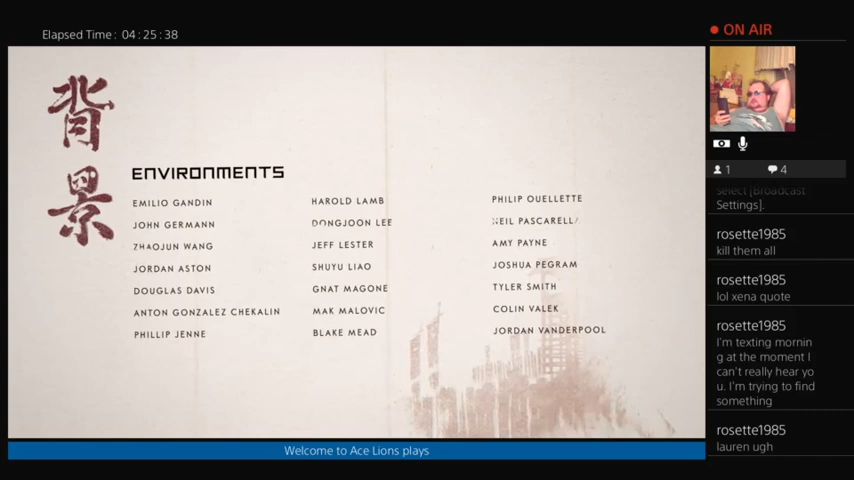 Elapsed Time : 04 : 25 : 38
ON AIR
背景
ENVIRONMENTS
EMILIO GANDIN
JOHN GERMANN
ZHAOJUN WANG
JORDAN ASTON
DOUGLAS DAVIS
ANTON GONZALEZ CHEKALIN
PHILLIP JENNE
HAROLD LAMB
DONGJOON LEE
JEFF LESTER
SHUYU LIAO
GNAT MAGONE
MAK MALOVIC
BLAKE MEAD
PHILIP OUELLETTE
NEIL PASCARELLA
AMY PAYNE
JOSHUA PEGRAM
TYLER SMITH
COLIN VALEK
JORDAN VANDERPOOL
Welcome to Ace Lions plays
1
4
select [Broadcast
Settings].
rosette1985
kill them all
rosette1985
lol xena quote
rosette1985
I'm texting mornin
g at the moment I
can't really hear yo
u. I'm trying to find
something
rosette1985
lauren ugh